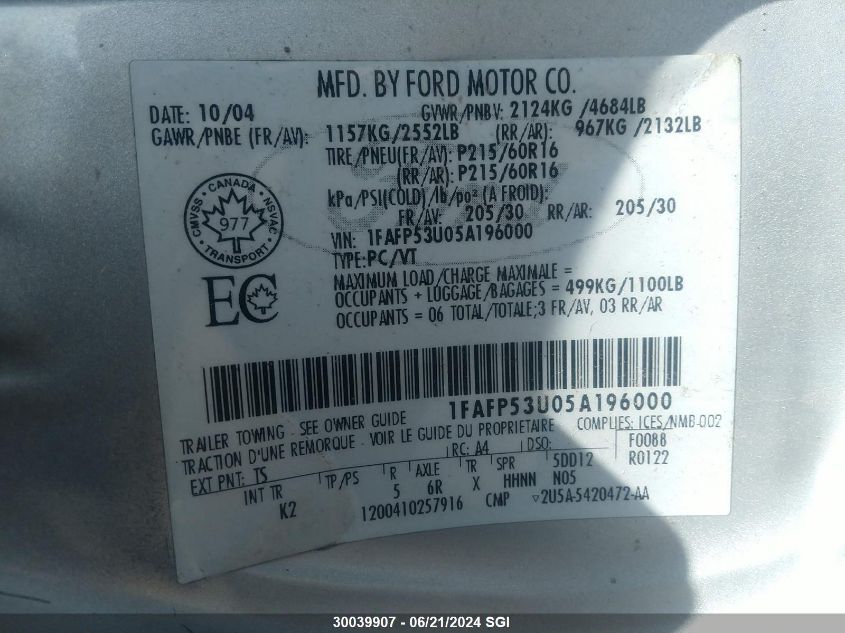 MFD. BY FORD MOTOR CO.
DATE: 10/04 GVWR/PNBV: 2124KG /4684LB
GAWR/PNBE (FR/AV): 1157KG/2552LB (RR/AR): 967KG /2132LB
TIRE/PNEU(FR/AV): P215/60R16
(RR/AR): P215/60R16
kPa/PSI(COLD)/lb/po² (A FROID):
FR/AV: 205/30 RR/AR: 205/30
VIN: 1FAFP53U05A196000
TYPE:PC/VT
MAXIMUM LOAD/CHARGE MAXIMALE =
OCCUPANTS + LUGGAGE/BAGAGES = 499KG/1100LB
OCCUPANTS = 06 TOTAL/TOTALE;3 FR/AV, 03 RR/AR
CANADA
CMVSS NSVAC
977
TRANSPORT
EC
1FAFP53U05A196000
TRAILER TOWING - SEE OWNER GUIDE COMPLIES: ICES/NMB-002
TRACTION D'UNE REMORQUE - VOIR LE GUIDE DU PROPRIETAIRE F0088
EXT PNT: TS RC: A4 DSO: R0122
INT TR TP/PS R AXLE TR SPR 5DD12
K2 5 6R X HHNN N05
1200410257916 CMP ▽2U5A-5420472-AA
30039907 - 06/21/2024 SGI